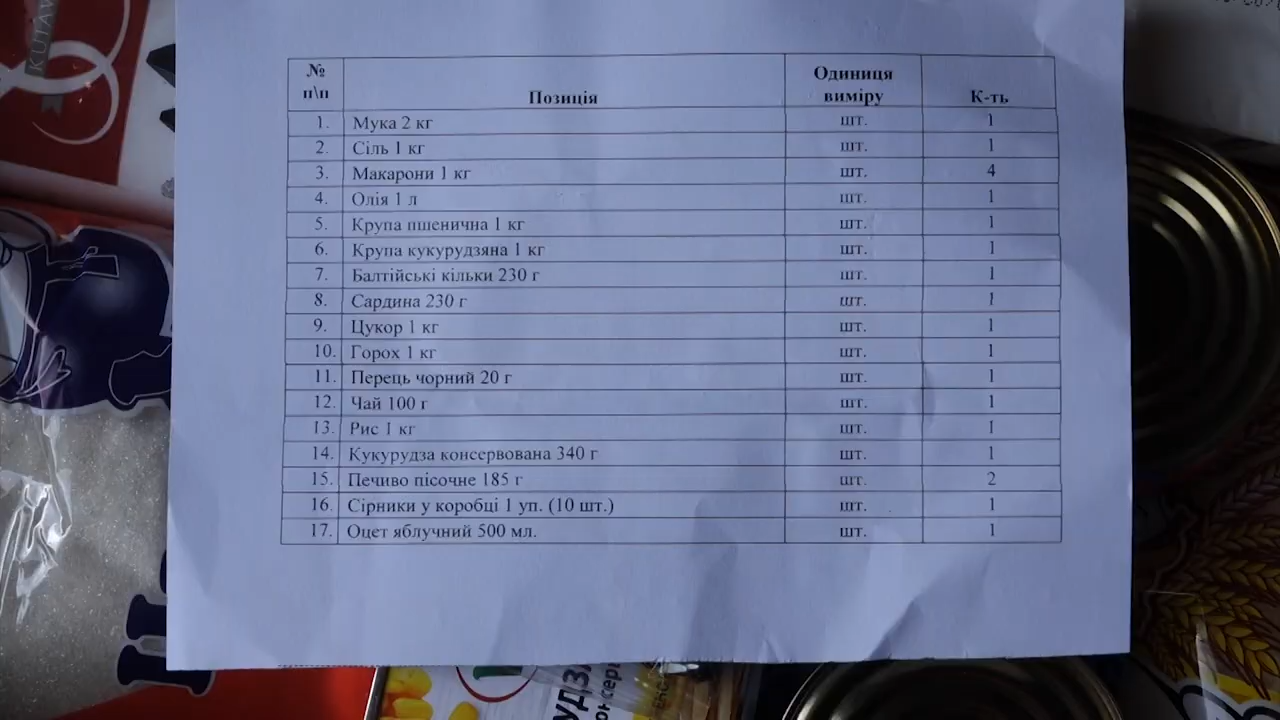 KUJAW
№ п\п Позиція Одиниця виміру К-ть
1. Мука 2 кг шт. 1
2. Сіль 1 кг шт. 1
3. Макарони 1 кг шт. 4
4. Олія 1 л шт. 1
5. Крупа пшенична 1 кг шт. 1
6. Крупа кукурудзяна 1 кг шт. 1
7. Балтійські кільки 230 г шт. 1
8. Сардина 230 г шт. 1
9. Цукор 1 кг шт. 1
10. Горох 1 кг шт. 1
11. Перець чорний 20 г шт. 1
12. Чай 100 г шт. 1
13. Рис 1 кг шт. 1
14. Кукурудза консервована 340 г шт. 1
15. Печиво пісочне 185 г шт. 2
16. Сірники у коробці 1 уп. (10 шт.) шт. 1
17. Оцет яблучний 500 мл. шт. 1